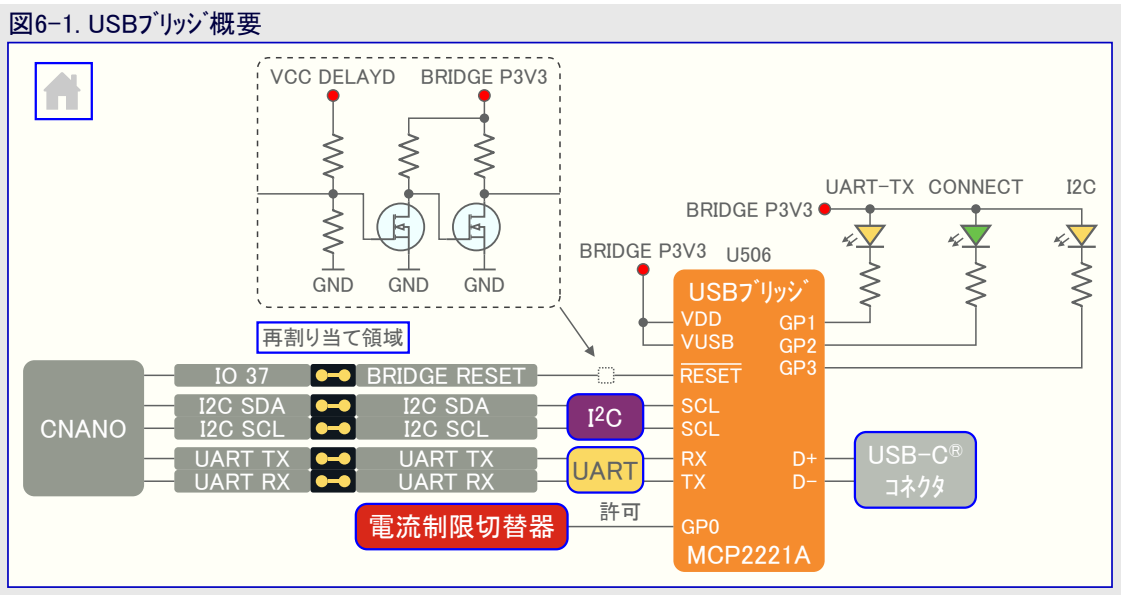 図6-1. USBブリッジ概要
VCC DELAYD
BRIDGE P3V3
GND
GND
GND
再割り当て領域
CNANO
IO 37
BRIDGE RESET
I2C SDA
I2C SDA
I2C SCL
I2C SCL
UART TX
UART TX
UART RX
UART RX
I²C
UART
電流制限切替器
許可
BRIDGE P3V3
U506
USBブリッジ
VDD
VUSB
RESET
SCL
SCL
RX
TX
GP0
GP1
GP2
GP3
D+
D-
MCP2221A
BRIDGE P3V3
UART-TX
CONNECT
I2C
USB-C®
コネクタ